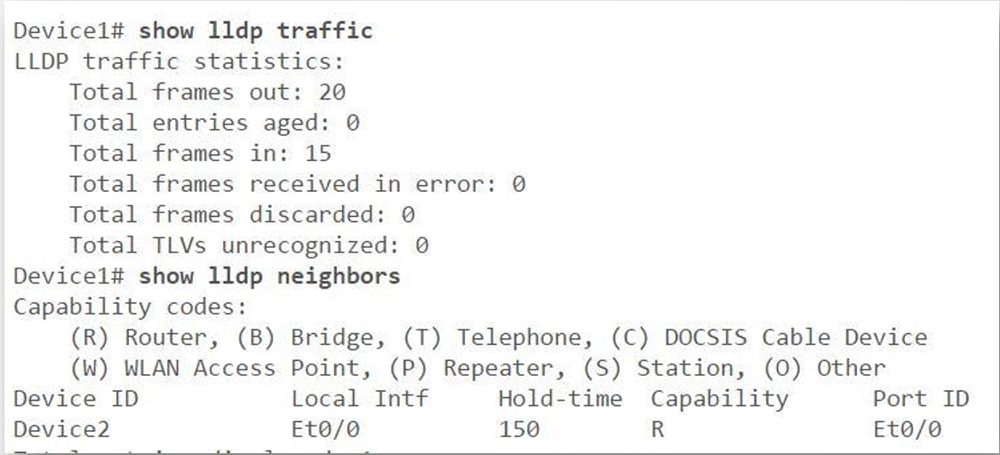 Device1# show lldp traffic
LLDP traffic statistics:
    Total frames out: 20
    Total entries aged: 0
    Total frames in: 15
    Total frames received in error: 0
    Total frames discarded: 0
    Total TLVs unrecognized: 0
Device1# show lldp neighbors
Capability codes:
    (R) Router, (B) Bridge, (T) Telephone, (C) DOCSIS Cable Device
    (W) WLAN Access Point, (P) Repeater, (S) Station, (O) Other
Device ID           Local Intf     Hold-time  Capability      Port ID
Device2             Et0/0          150        R               Et0/0